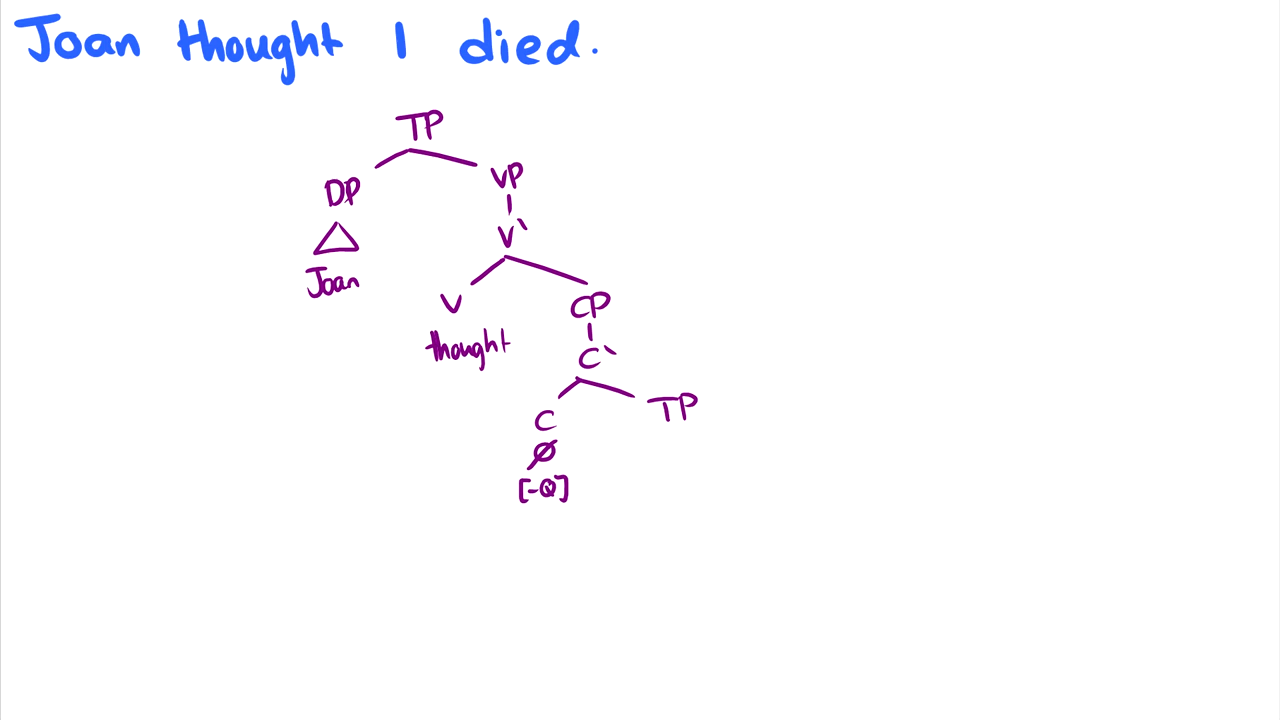 Joan thought I died.
TP
DP VP
V`
Joan
V CP
thought
C`
C TP
Ø
[-Q]